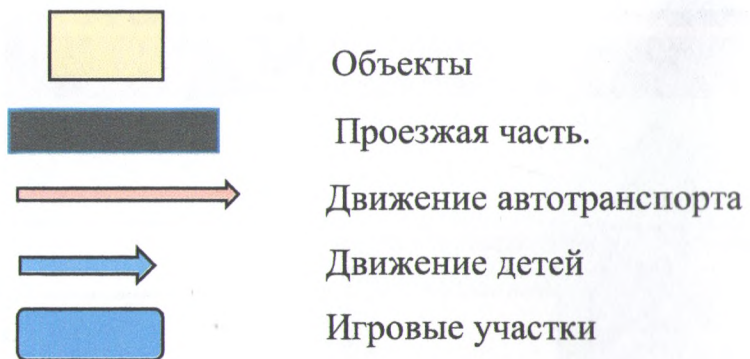 Объекты
Проезжая часть.
Движение автотранспорта
Движение детей
Игровые участки